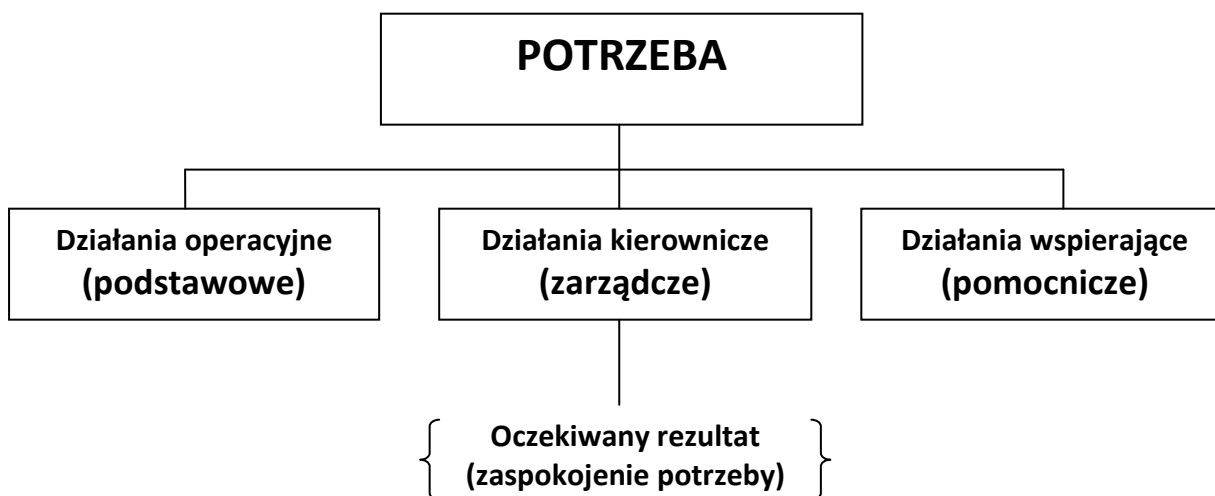 POTRZEBA
Działania operacyjne
(podstawowe)
Działania kierownicze
(zarządcze)
Działania wspierające
(pomocnicze)
Oczekiwany rezultat
(zaspokojenie potrzeby)